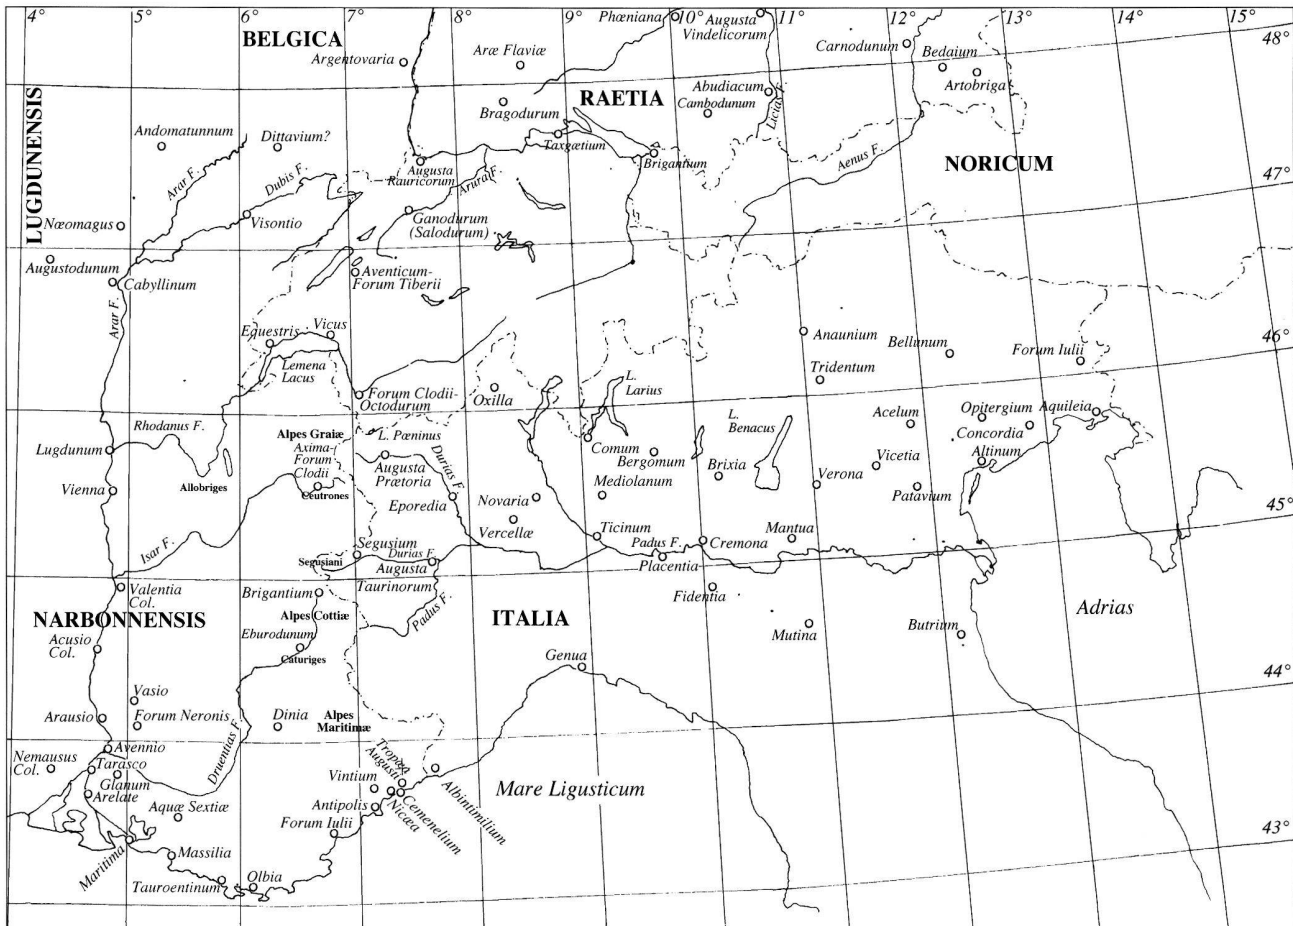 4°
5°
6°
7°
8°
9°
10°
11°
12°
13°
14°
15°
48°
47°
46°
45°
44°
43°
BELGICA
LUGDUNENSIS
RAETIA
NORICUM
NARBONNENSIS
ITALIA
Phœniana
Augusta
Vindelicorum
Carnodunum
Bedaium
Artobriga
Argentovaria
Aræ Flaviæ
Abudiacum
Cambodunum
Licias F.
Bragodurum
Taxgætium
Brigantium
Aenus F.
Andomatunnum
Dittavium?
Arar F.
Dubis F.
Augusta
Rauricorum
Arura F.
Visontio
Ganodurum
(Salodurum)
Nœomagus
Augustodunum
Cabyllinum
Aventicum-
Forum Tiberii
Arar F.
Equestris
Vicus
Lemena
Lacus
Forum Clodii-
Octodurum
Oxilla
L.
Larius
Anaunium
Tridentum
Bellunum
Forum Iulii
Acelum
Opitergium
Aquileia
Concordia
Altinum
Rhodanus F.
Lugdunum
Alpes Graiæ
Axima-
Forum
Clodii
Ceutrones
L. Pœninus
Augusta
Prætoria
Durias F.
Eporedia
Comum
Bergomum
Mediolanum
L.
Benacus
Brixia
Verona
Vicetia
Patavium
Vienna
Allobriges
Novaria
Vercellæ
Isar F.
Segusium
Segusiani
Durias F.
Augusta
Taurinorum
Padus F.
Ticinum
Padus F.
Placentia
Cremona
Mantua
Fidentia
Mutina
Butrium
Adrias
Valentia
Col.
Brigantium
Alpes Cottiæ
Eburodunum
Caturiges
Acusio
Col.
Genua
Vasio
Forum Neronis
Arausio
Dinia
Alpes
Maritimæ
Druentias F.
Avennio
Nemausus
Col.
Tarasco
Glanum
Arelate
Aquæ Sextiæ
Tropæa
Augusti
Vintium
Antipolis
Forum Iulii
Nicæa
Cemenelium
Albintimilium
Mare Ligusticum
Maritima
Massilia
Tauroentinum
Olbia